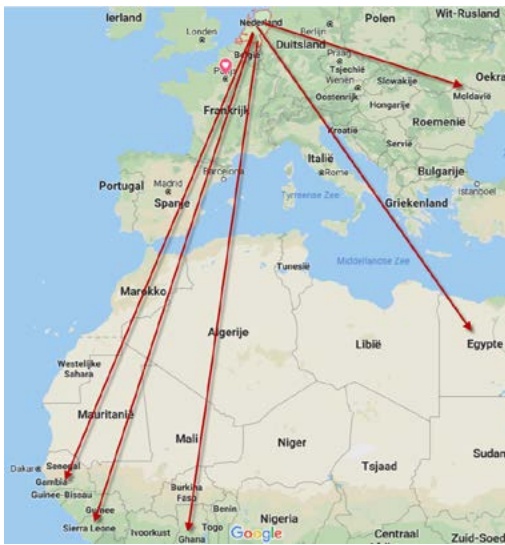 Ierland
Nederland
Polen
Wit-Rusland
Londen
Berlijn
België
Duitsland
Praag
Parijs
Tsjechië
Oekra
Wenen
Slowakije
Moldavië
Oostenrijk
Hongarije
Frankrijk
Roemenië
Kroatië
Servië
Italië
Bulgarije
Barcelona
Rome
Portugal
Madrid
Istanbul
Spanje
Tyrrheense Zee
Griekenland
Middellandse Zee
Tunesië
Marokko
Algerije
Libië
Egypte
Westelijke
Sahara
Mauritanië
Mali
Niger
Sudan
Dakar
Senegal
Tsjaad
Gambia
Guinee-Bissau
Burkina
Faso
Guinee
Benin
Sierra Leone
Ivoorkust
Togo
Nigeria
Ghana
Google
Centraal
Zuid-Soed